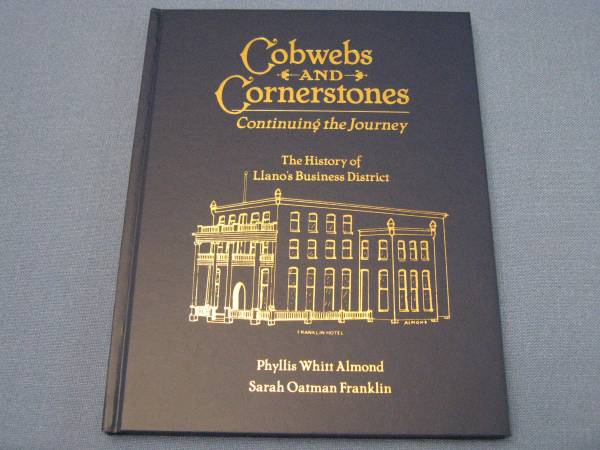 Cobwebs
AND
Cornerstones
Continuing the Journey
The History of
Llano's Business District
FRANKLIN HOTEL
ALMOND
Phyllis Whitt Almond
Sarah Oatman Franklin